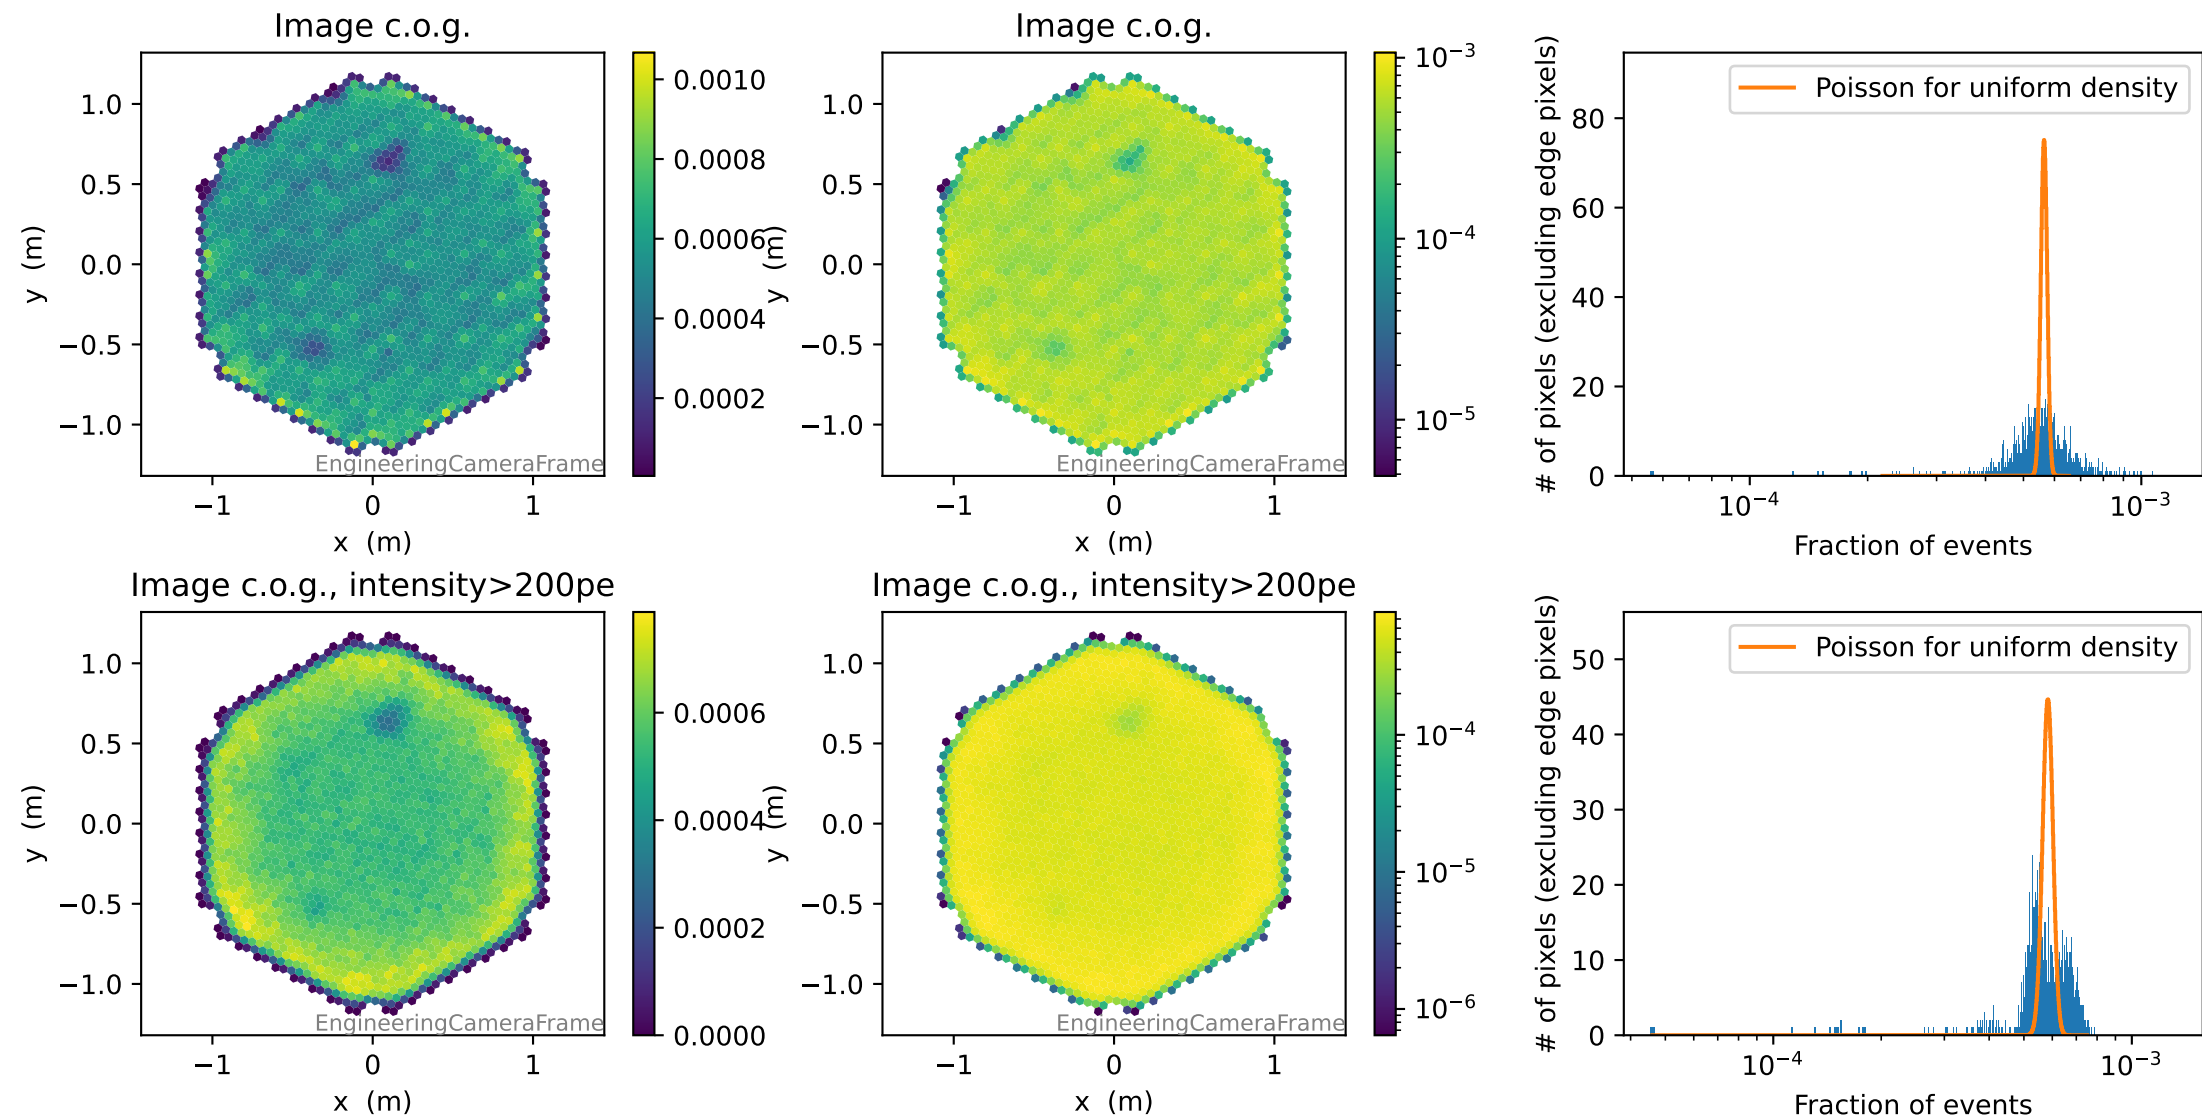 Image c.o.g.
1.0
0.5
0.0
−0.5
−1.0
y (m)
−1
0
1
x (m)
EngineeringCameraFrame
0.0010
0.0008
0.0006
0.0004
0.0002
Image c.o.g.
1.0
0.5
0.0
−0.5
−1.0
y (m)
−1
0
1
x (m)
EngineeringCameraFrame
10⁻³
10⁻⁴
10⁻⁵
Poisson for uniform density
80
60
40
20
0
# of pixels (excluding edge pixels)
10⁻⁴
10⁻³
Fraction of events
Image c.o.g., intensity>200pe
1.0
0.5
0.0
−0.5
−1.0
y (m)
−1
0
1
x (m)
EngineeringCameraFrame
0.0006
0.0004
0.0002
0.0000
Image c.o.g., intensity>200pe
1.0
0.5
0.0
−0.5
−1.0
y (m)
−1
0
1
x (m)
EngineeringCameraFrame
10⁻⁴
10⁻⁵
10⁻⁶
Poisson for uniform density
50
40
30
20
10
0
# of pixels (excluding edge pixels)
10⁻⁴
10⁻³
Fraction of events